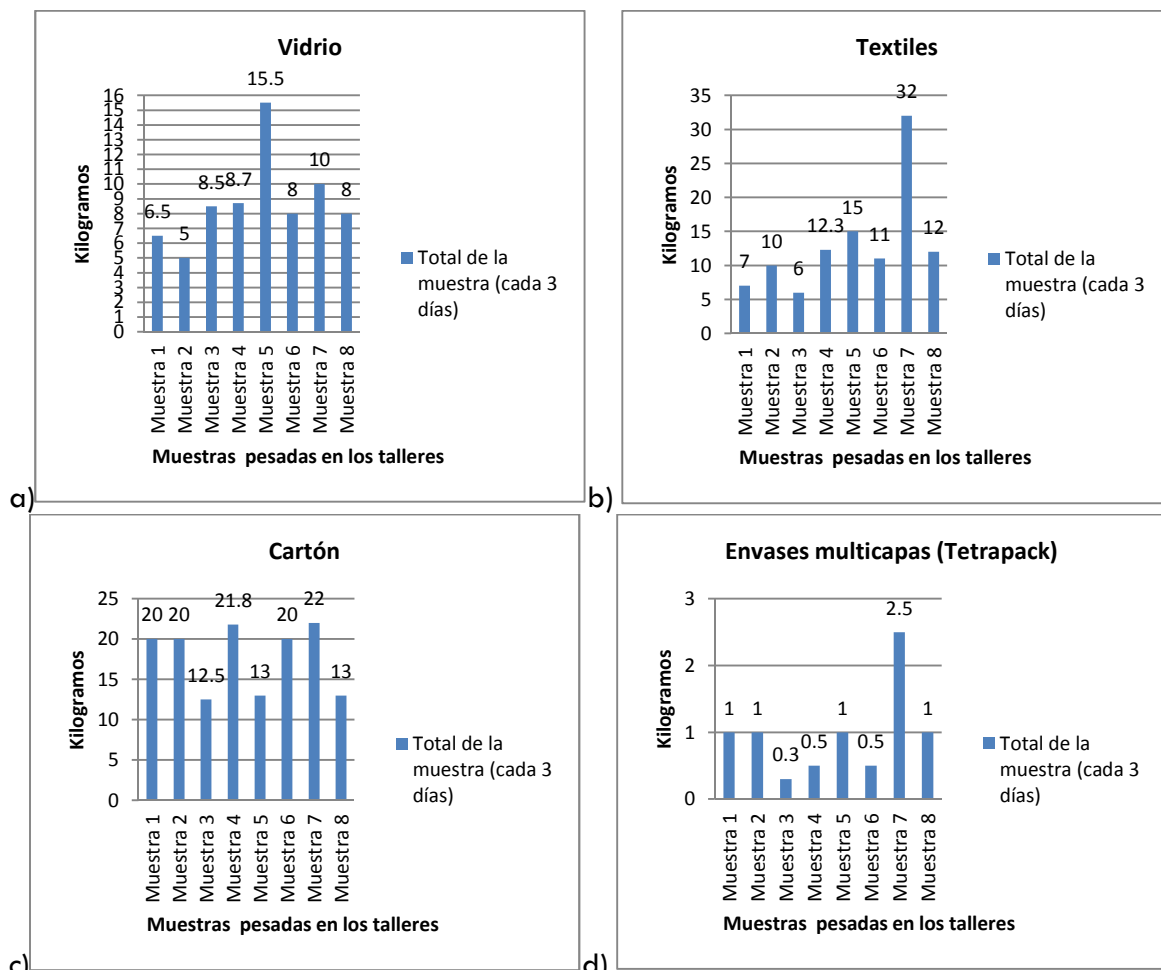 Vidrio
15.5
16
15
14
13
12
11
10
9
8
7
6
5
4
3
2
1
0
6.5
5
8.5
8.7
8
10
8
Kilogramos
Muestra 1
Muestra 2
Muestra 3
Muestra 4
Muestra 5
Muestra 6
Muestra 7
Muestra 8
Total de la
muestra (cada 3
días)
Muestras pesadas en los talleres
a)
Textiles
35
30
25
20
15
10
5
0
7
10
6
12.3
15
11
32
12
Kilogramos
Muestra 1
Muestra 2
Muestra 3
Muestra 4
Muestra 5
Muestra 6
Muestra 7
Muestra 8
Total de la
muestra (cada 3
días)
Muestras pesadas en los talleres
b)
Cartón
25
20
15
10
5
0
20
20
12.5
21.8
13
20
22
13
Kilogramos
Muestra 1
Muestra 2
Muestra 3
Muestra 4
Muestra 5
Muestra 6
Muestra 7
Muestra 8
Total de la
muestra (cada 3
días)
Muestras pesadas en los talleres
c)
Envases multicapas (Tetrapack)
3
2
1
0
1
1
0.3
0.5
1
0.5
2.5
1
Kilogramos
Muestra 1
Muestra 2
Muestra 3
Muestra 4
Muestra 5
Muestra 6
Muestra 7
Muestra 8
Total de la
muestra (cada 3
días)
Muestras pesadas en los talleres
d)